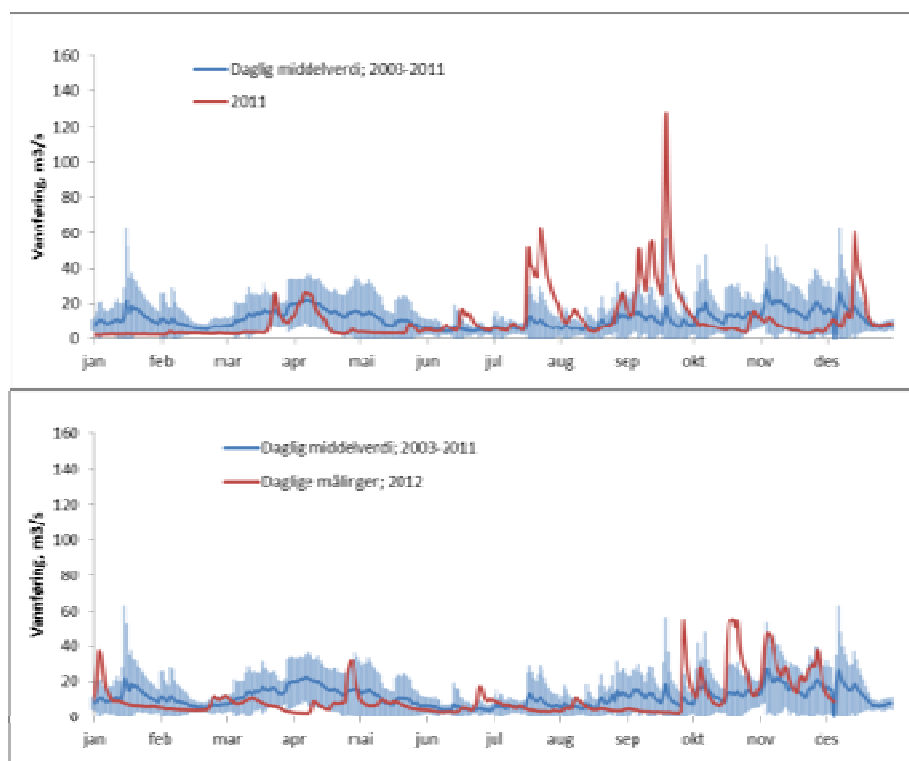 160
Daglig middelverdi; 2003-2011
140
2011
120
100
80
60
40
20
0
Vannføring, m3/s
jan feb mar apr mai jun jul aug sep okt nov des
160
Daglig middelverdi; 2003-2011
140
Daglige målinger; 2012
120
100
80
60
40
20
0
Vannføring, m3/s
jan feb mar apr mai jun jul aug sep okt nov des